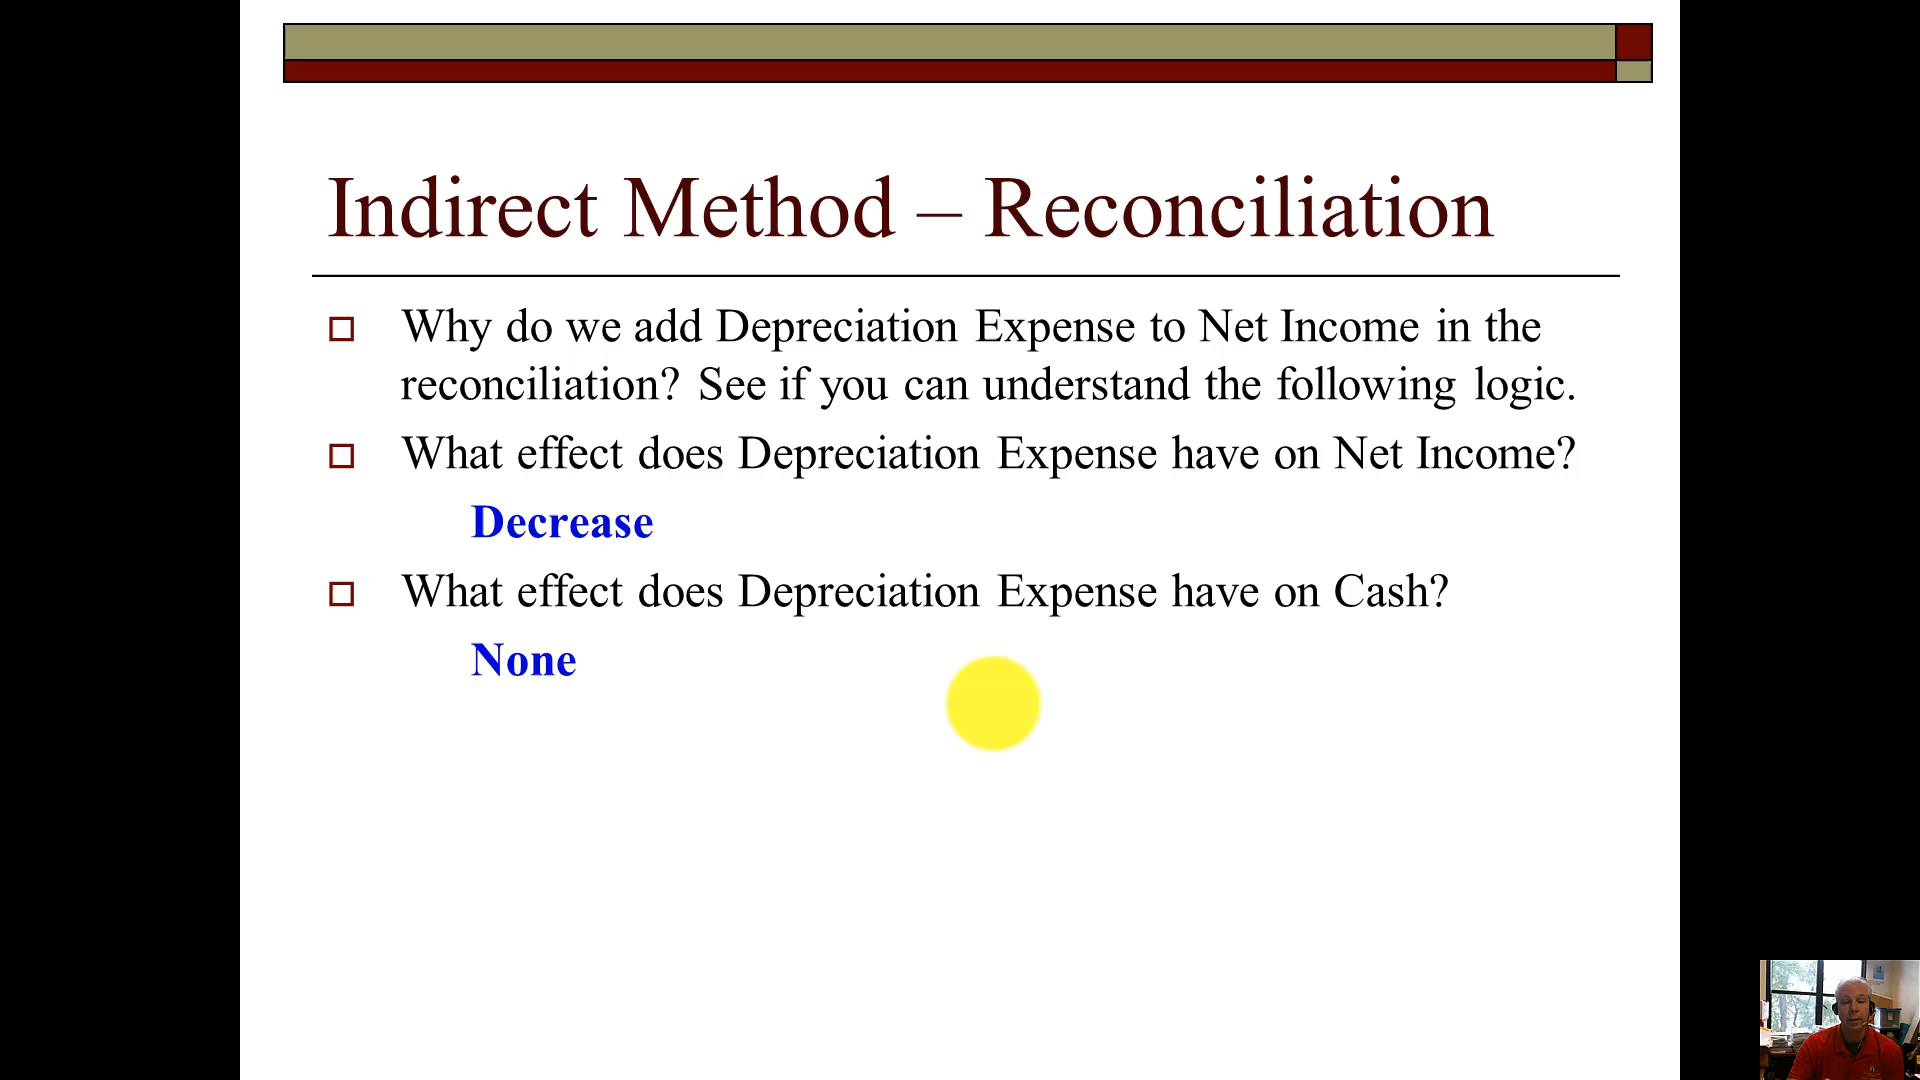 Indirect Method – Reconciliation
Why do we add Depreciation Expense to Net Income in the
reconciliation? See if you can understand the following logic.
What effect does Depreciation Expense have on Net Income?
Decrease
What effect does Depreciation Expense have on Cash?
None